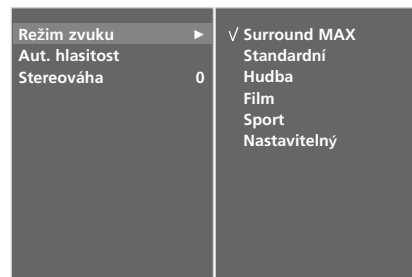 Režim zvuku ►
Aut. hlasitost
Stereováha 0
√ Surround MAX
Standardní
Hudba
Film
Sport
Nastavitelný